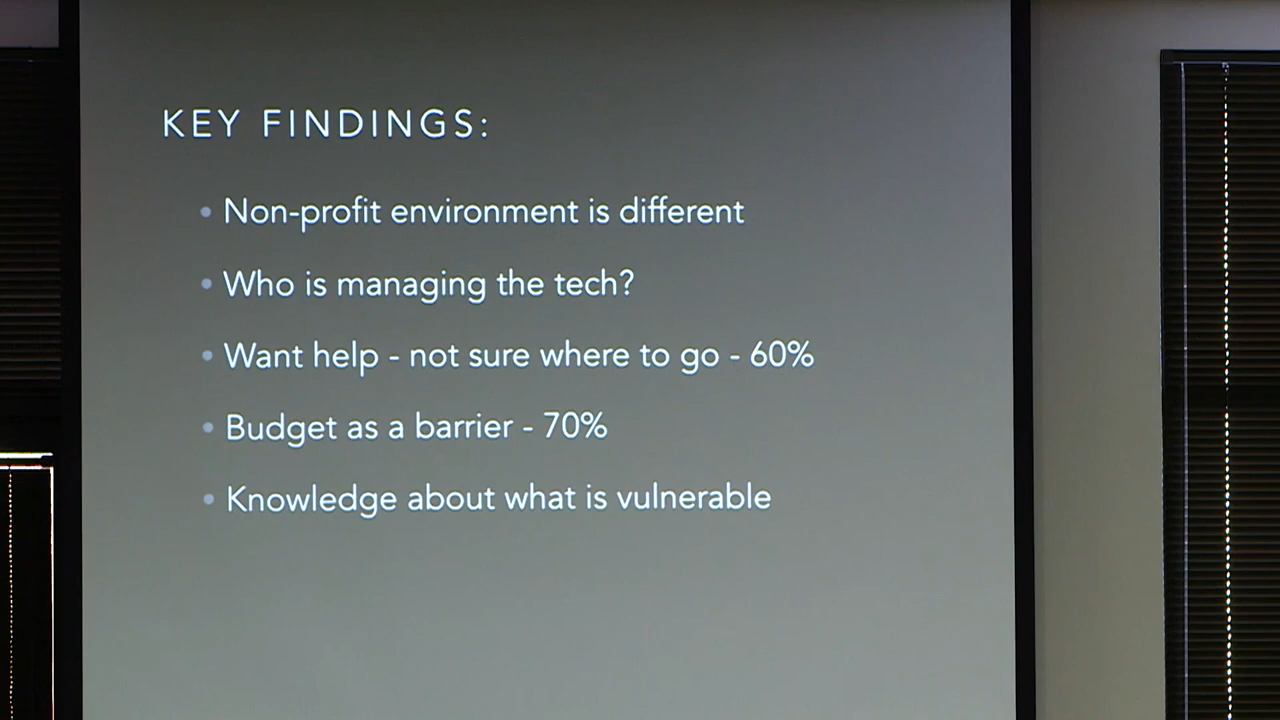 KEY FINDINGS:
• Non-profit environment is different
• Who is managing the tech?
• Want help - not sure where to go - 60%
• Budget as a barrier - 70%
• Knowledge about what is vulnerable